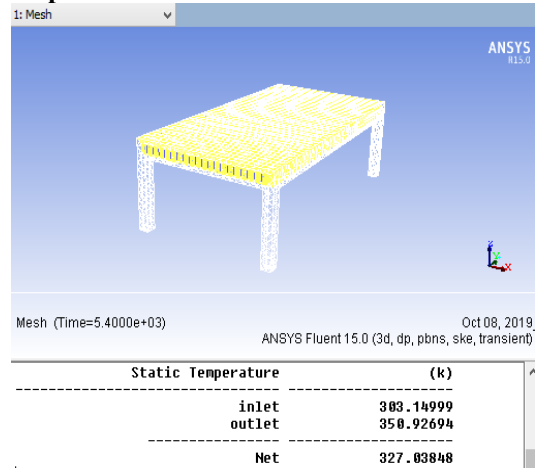 1: Mesh
ANSYS
R15.0
Mesh (Time=5.4000e+03)
Oct 08, 2019
ANSYS Fluent 15.0 (3d, dp, pbns, ske, transient)
Static Temperature (k)
-------------------------------- --------------------
inlet 303.14999
outlet 350.92694
---------------- --------------------
Net 327.03848